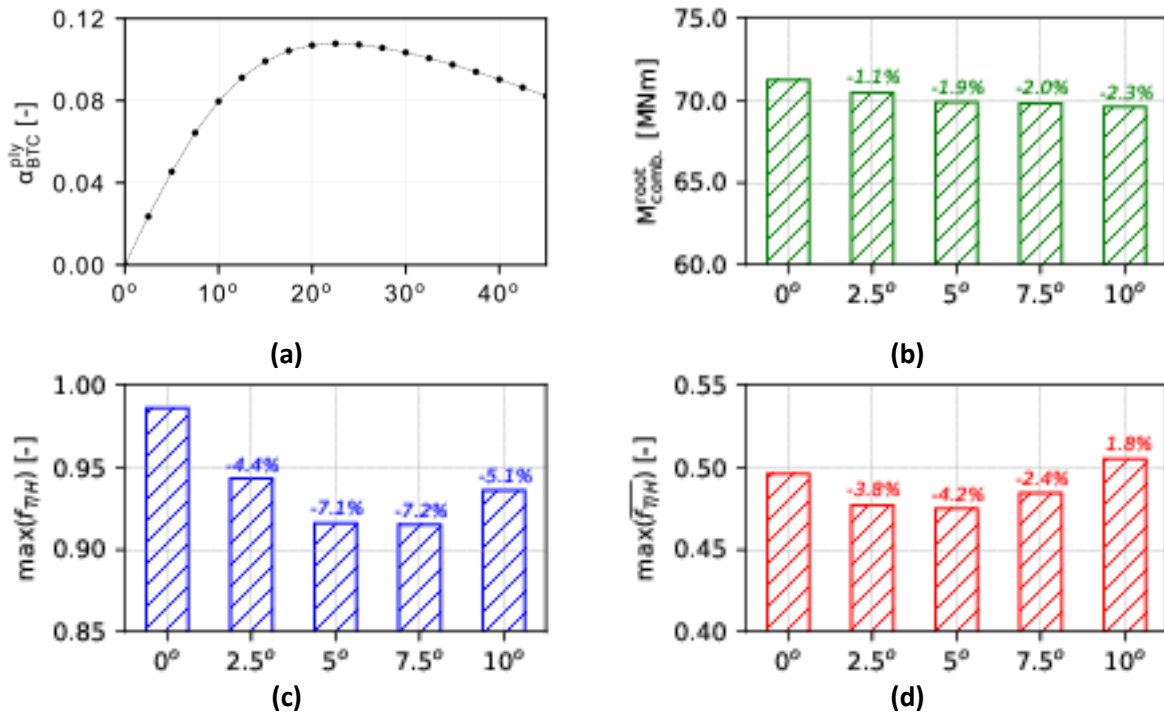 0.12
0.08
0.04
0.00
α_BTC^ply [-]
0° 10° 20° 30° 40°
(a)
75.0
70.0
65.0
60.0
M_comb.^root [MNm]
-1.1% -1.9% -2.0% -2.3%
0° 2.5° 5° 7.5° 10°
(b)
1.00
0.95
0.90
0.85
max(f_TIH) [-]
-4.4% -7.1% -7.2% -5.1%
0° 2.5° 5° 7.5° 10°
(c)
0.55
0.50
0.45
0.40
max(f̅_T̅I̅H̅) [-]
-3.8% -4.2% -2.4% 1.8%
0° 2.5° 5° 7.5° 10°
(d)